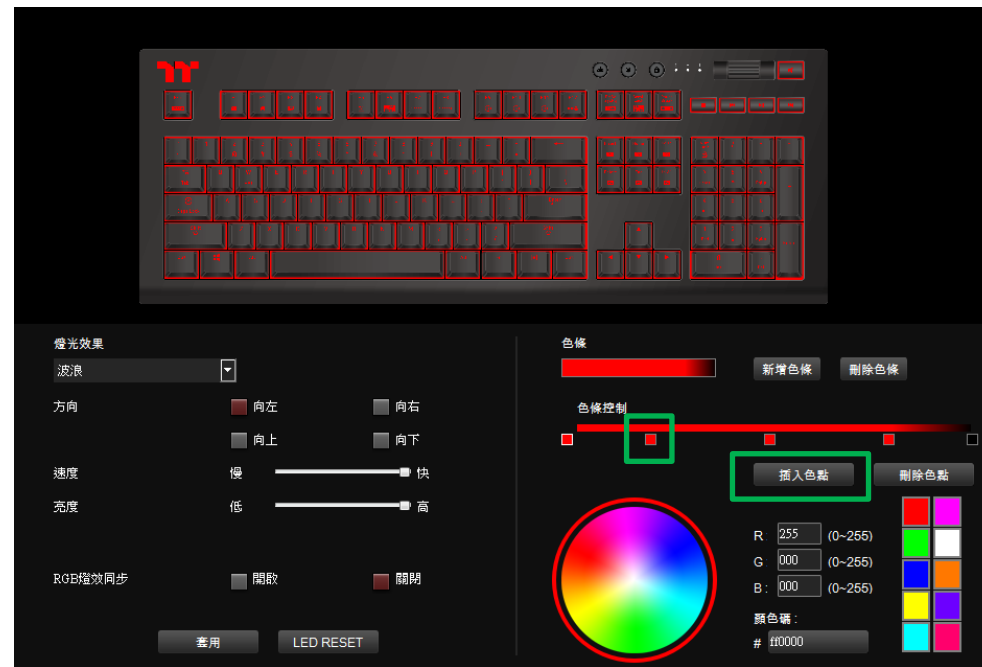 燈光效果
波浪
方向
向左
向右
向上
向下
速度
慢
快
亮度
低
高
RGB燈效同步
開啟
關閉
套用
LED RESET
色條
新增色條
刪除色條
色條控制
插入色點
刪除色點
R 255 (0~255)
G 000 (0~255)
B : 000 (0~255)
顏色碼 :
# ff0000